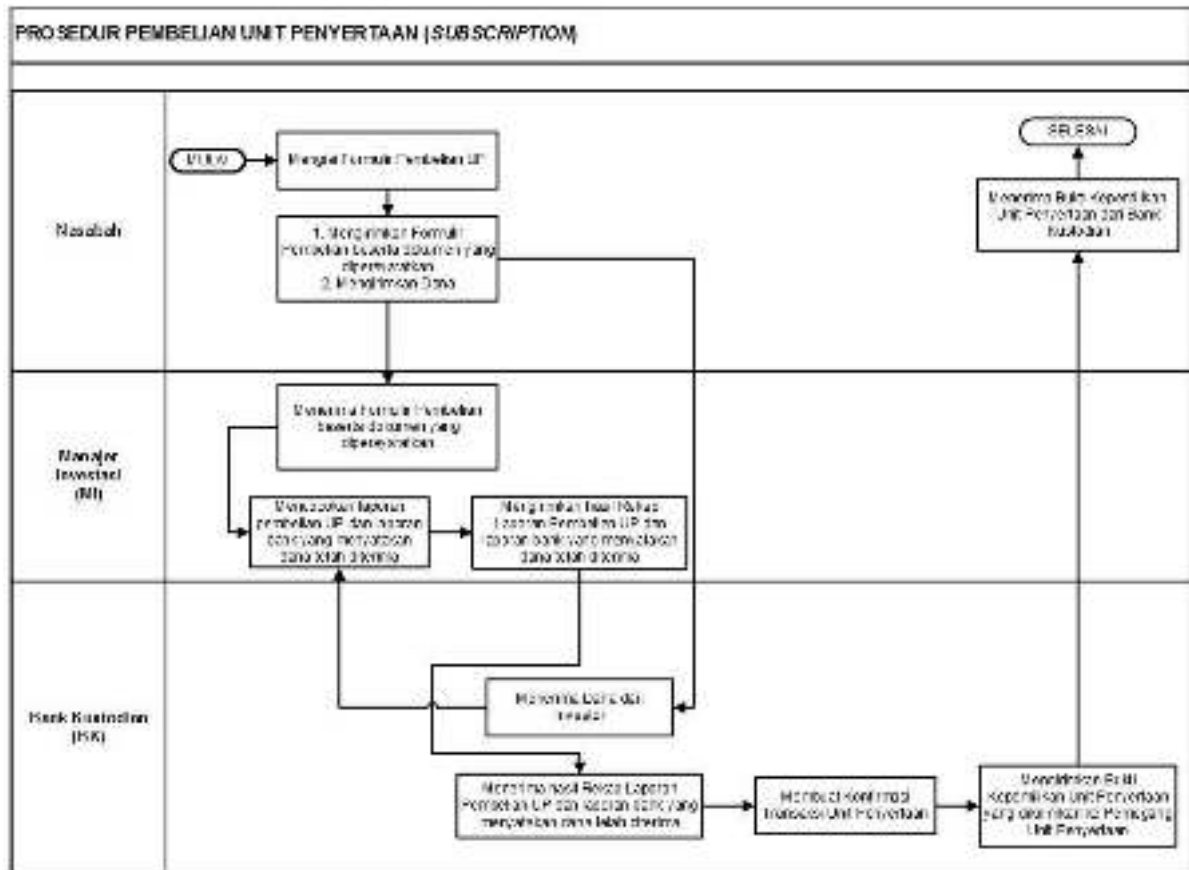 PROSEDUR PEMBELIAN UNIT PENYERTAAN (SUBSCRIPTION)
MULAI
Mengisi Formulir Pembelian UP
SELESAI
Menerima Bukti Kepemilikan
Unit Penyertaan dari Bank
Kustodian
Nasabah
1. Mengirimkan Formulir
Pembelian beserta dokumen yang
dipersyaratkan
2. Mengirimkan Dana
Menerima Formulir Pembelian
beserta dokumen yang
dipersyaratkan
Manajer
Investasi
(MI)
Mencocokan laporan
pembelian UP dan laporan
bank yang menyatakan
dana telah diterima
Mengirimkan hasil Rekap
Laporan Pembelian UP dan
laporan bank yang menyatakan
dana telah diterima
Bank Kustodian
(BK)
Menerima Dana dari
Investor
Menerima hasil Rekap Laporan
Pembelian UP dan laporan bank yang
menyatakan dana telah diterima
Membuat Konfirmasi
Transaksi Unit Penyertaan
Mengirimkan Bukti
Kepemilikan Unit Penyertaan
yang dikirimkan ke Pemegang
Unit Penyertaan